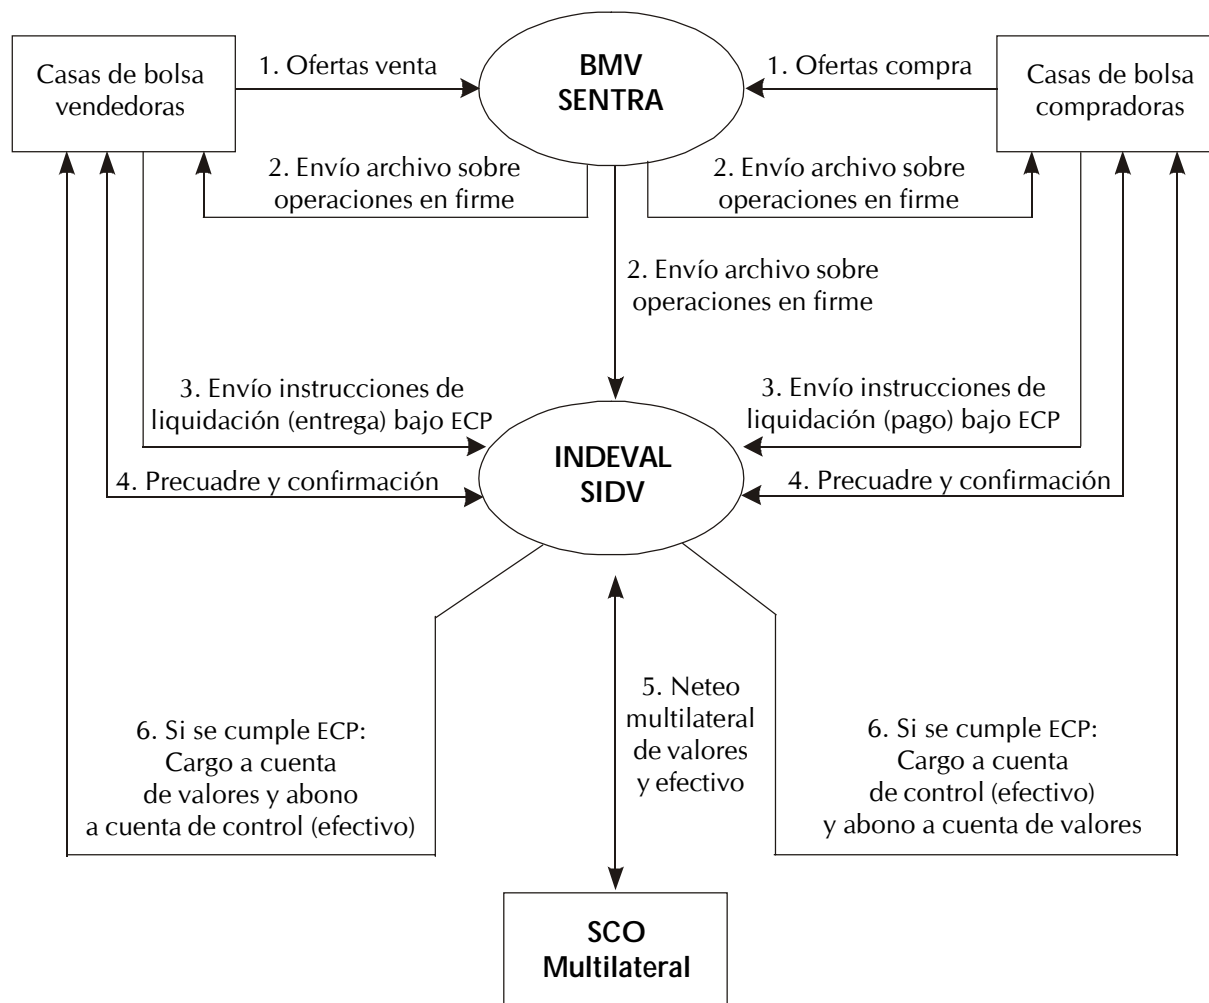 Casas de bolsa
vendedoras
1. Ofertas venta
BMV
SENTRA
1. Ofertas compra
Casas de bolsa
compradoras
2. Envío archivo sobre
operaciones en firme
2. Envío archivo sobre
operaciones en firme
2. Envío archivo sobre
operaciones en firme
3. Envío instrucciones de
liquidación (entrega) bajo ECP
3. Envío instrucciones de
liquidación (pago) bajo ECP
INDEVAL
SIDV
4. Precuadre y confirmación
4. Precuadre y confirmación
5. Neteo
multilateral
de valores
y efectivo
6. Si se cumple ECP:
Cargo a cuenta
de valores y abono
a cuenta de control (efectivo)
6. Si se cumple ECP:
Cargo a cuenta
de control (efectivo)
y abono a cuenta de valores
SCO
Multilateral